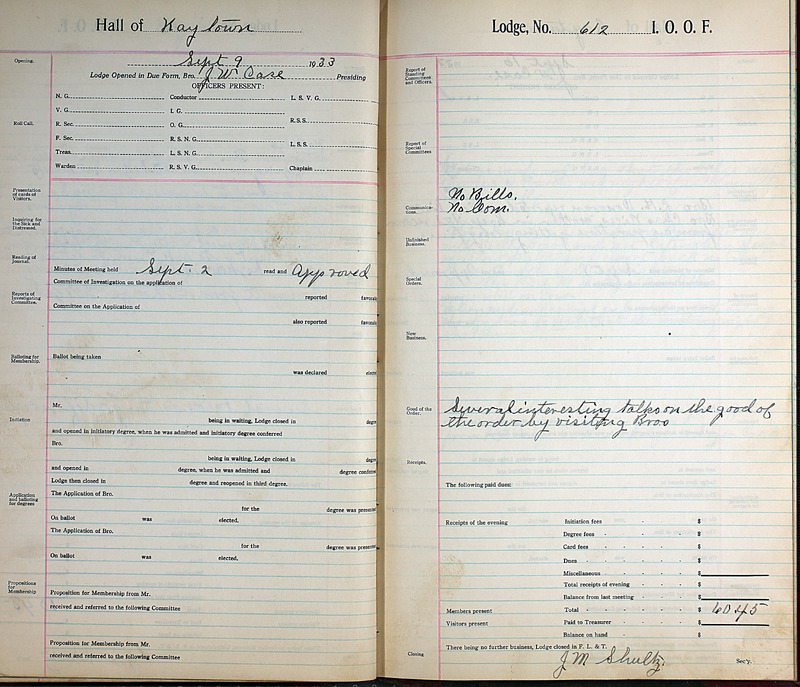 Hall of Kaytown
Opening.
Sept 9 1933
Lodge Opened in Due Form, Bro. J W Case Presiding
OFFICERS PRESENT:
Roll Call.
N. G. Conductor L. S. V. G.
V. G. I. G. R.S.S.
R. Sec. O. G.
F. Sec. R. S. N. G. L. S. S.
Treas. L. S. N. G.
Warden R. S. V. G. Chaplain
Presentation of cards of Visitors.
Inquiring for the Sick and Distressed.
Reading of Journal.
Minutes of Meeting held Sept. 2 read and Approved
Committee of Investigation on the application of
Reports of Investigating Committee.
reported favorab
Committee on the Application of
also reported favorab
Balloting for Membership.
Ballot being taken
was declared elect
Mr.
Initiation
being in waiting, Lodge closed in degr
and opened in initiatory degree, when he was admitted and initiatory degree conferred
Bro.
being in waiting, Lodge closed in degr
and opened in degree, when he was admitted and degree conferre
Lodge then closed in degree and reopened in third degree.
Application and balloting for degrees
The Application of Bro.
for the degree was presente
On ballot was elected.
The Application of Bro.
for the degree was presente
On ballot was elected.
Propositions for Membership
Proposition for Membership from Mr.
received and referred to the following Committee
Proposition for Membership from Mr.
received and referred to the following Committee
Lodge, No. 612 I. O. O. F.
Report of Standing Committees and Officers.
Report of Special Committees
No Bills.
Communications.
No Com.
Unfinished Business.
Special Orders.
New Business.
Good of the Order.
Several interesting talks on the good of
the order by visiting Bros
Receipts.
The following paid dues:
Receipts of the evening Initiation fees $
Degree fees $
Card fees $
Dues $
Miscellaneous $
Total receipts of evening $
Balance from last meeting $
Members present Total $ 6045
Visitors present Paid to Treasurer $
Balance on hand $
There being no further business, Lodge closed in F. L. & T.
Closing
J M Shultz. Sec'y.